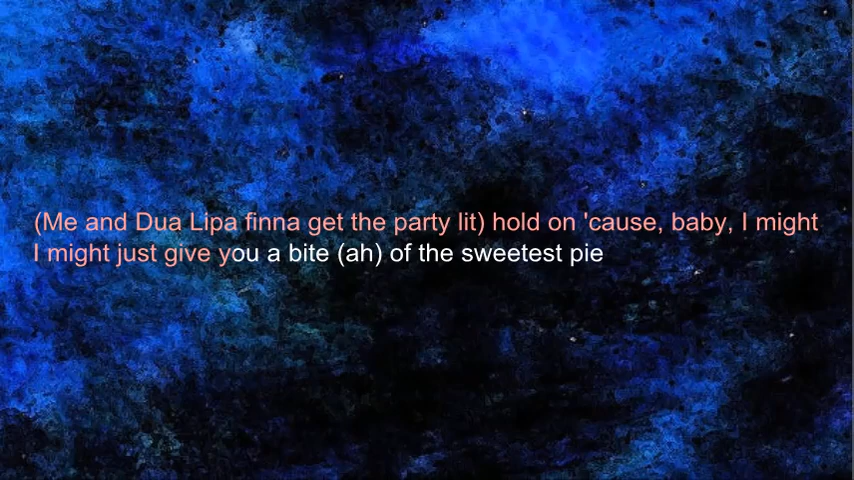 (Me and Dua Lipa finna get the party lit) hold on 'cause, baby, I might
I might just give you a bite (ah) of the sweetest pie